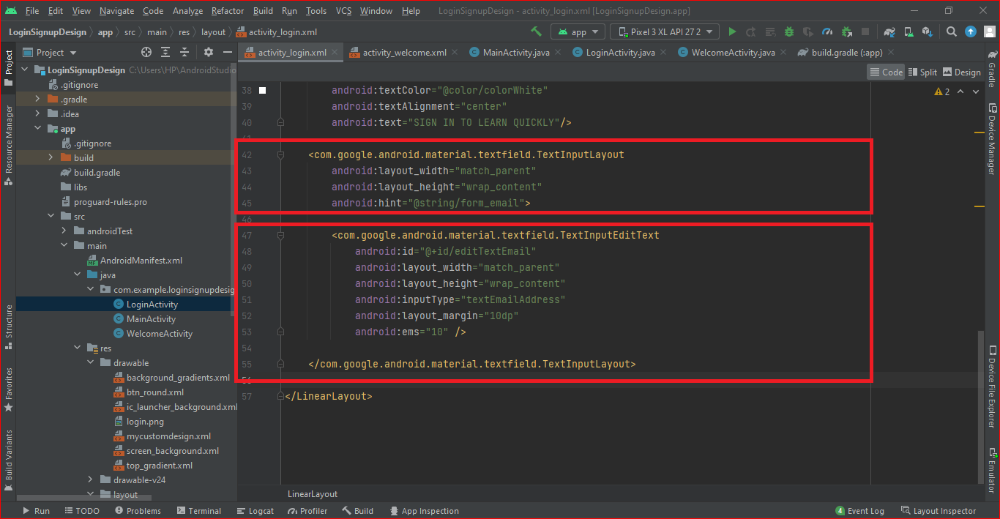 File Edit View Navigate Code Analyze Refactor Build Run Tools VCS Window Help LoginSignupDesign - activity_login.xml [LoginSignupDesign.app]
LoginSignupDesign app src main res layout activity_login.xml app Pixel 3 XL API 27 2
Project activity_login.xml activity_welcome.xml MainActivity.java LoginActivity.java WelcomeActivity.java build.gradle (:app)
Code Split Design
Project
Resource Manager
Structure
Favorites
Build Variants
LoginSignupDesign C:\Users\HP\AndroidStudio
.gitignore
.gradle
.idea
app
.gitignore
build
build.gradle
libs
proguard-rules.pro
src
androidTest
main
AndroidManifest.xml
java
com.example.loginsignupdesig
LoginActivity
MainActivity
WelcomeActivity
res
drawable
background_gradients.xml
btn_round.xml
ic_launcher_background.xml
login.png
mycustomdesign.xml
screen_background.xml
top_gradient.xml
drawable-v24
layout
2
38 android:textColor="@color/colorWhite"
39 android:textAlignment="center"
40 android:text="SIGN IN TO LEARN QUICKLY"/>
42 <com.google.android.material.textfield.TextInputLayout
43 android:layout_width="match_parent"
44 android:layout_height="wrap_content"
45 android:hint="@string/form_email">
46
47 <com.google.android.material.textfield.TextInputEditText
48 android:id="@+id/editTextEmail"
49 android:layout_width="match_parent"
50 android:layout_height="wrap_content"
51 android:inputType="textEmailAddress"
52 android:layout_margin="10dp"
53 android:ems="10" />
54
55 </com.google.android.material.textfield.TextInputLayout>
57 </LinearLayout>
LinearLayout
Gradle
Device Manager
Device File Explorer
Emulator
Run TODO Problems Terminal Logcat Profiler Build App Inspection 4 Event Log Layout Inspector